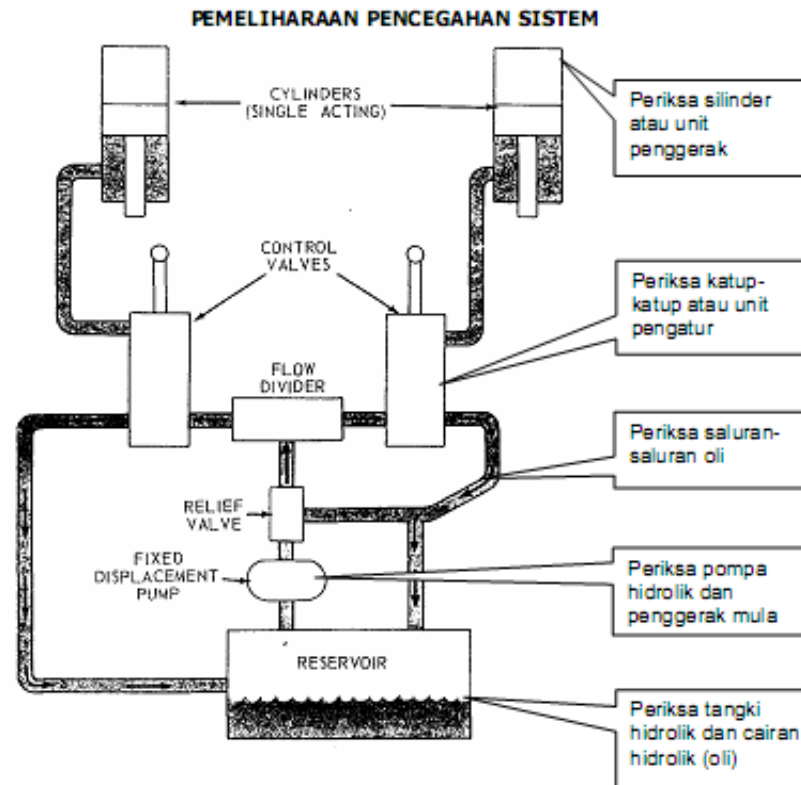 PEMELIHARAAN PENCEGAHAN SISTEM
CYLINDERS
(SINGLE ACTING)
Periksa silinder
atau unit
penggerak
CONTROL
VALVES
Periksa katup-
katup atau unit
pengatur
FLOW
DIVIDER
Periksa saluran-
saluran oli
RELIEF
VALVE
FIXED
DISPLACEMENT
PUMP
Periksa pompa
hidrolik dan
penggerak mula
RESERVOIR
Periksa tangki
hidrolik dan cairan
hidrolik (oli)